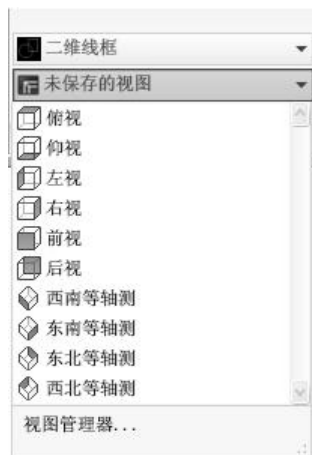 二维线框
未保存的视图
俯视
仰视
左视
右视
前视
后视
西南等轴测
东南等轴测
东北等轴测
西北等轴测
视图管理器...